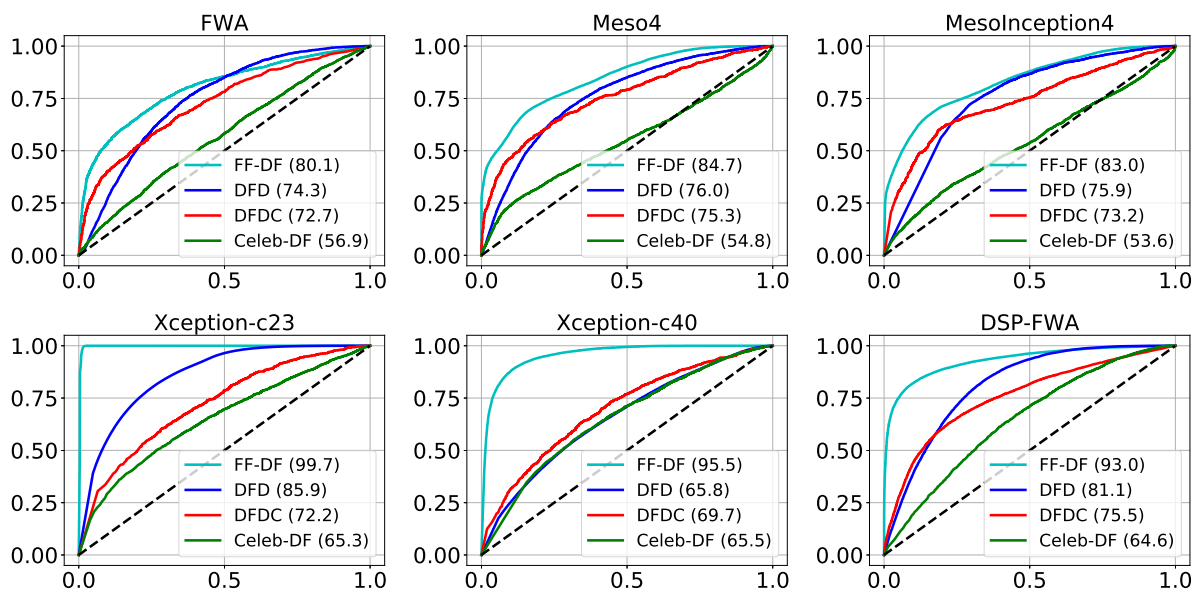 FWA
1.00
0.75
0.50
0.25
0.00
FF-DF (80.1)
DFD (74.3)
DFDC (72.7)
Celeb-DF (56.9)
0.0 0.5 1.0
Meso4
1.00
0.75
0.50
0.25
0.00
FF-DF (84.7)
DFD (76.0)
DFDC (75.3)
Celeb-DF (54.8)
0.0 0.5 1.0
MesoInception4
1.00
0.75
0.50
0.25
0.00
FF-DF (83.0)
DFD (75.9)
DFDC (73.2)
Celeb-DF (53.6)
0.0 0.5 1.0
Xception-c23
1.00
0.75
0.50
0.25
0.00
FF-DF (99.7)
DFD (85.9)
DFDC (72.2)
Celeb-DF (65.3)
0.0 0.5 1.0
Xception-c40
1.00
0.75
0.50
0.25
0.00
FF-DF (95.5)
DFD (65.8)
DFDC (69.7)
Celeb-DF (65.5)
0.0 0.5 1.0
DSP-FWA
1.00
0.75
0.50
0.25
0.00
FF-DF (93.0)
DFD (81.1)
DFDC (75.5)
Celeb-DF (64.6)
0.0 0.5 1.0